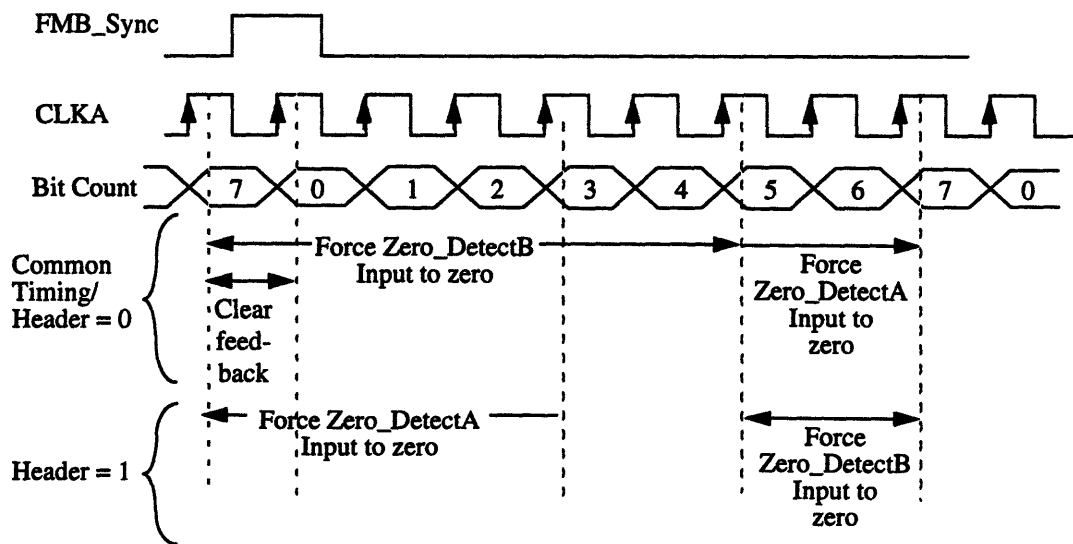 FMB_Sync
CLKA
Bit Count
7 0 1 2 3 4 5 6 7 0
Common
Timing/
Header = 0
Force Zero_DetectB
Input to zero
Force
Zero_DetectA
Input to
zero
Clear
feed-
back
Header = 1
Force Zero_DetectA
Input to zero
Force
Zero_DetectB
Input to
zero